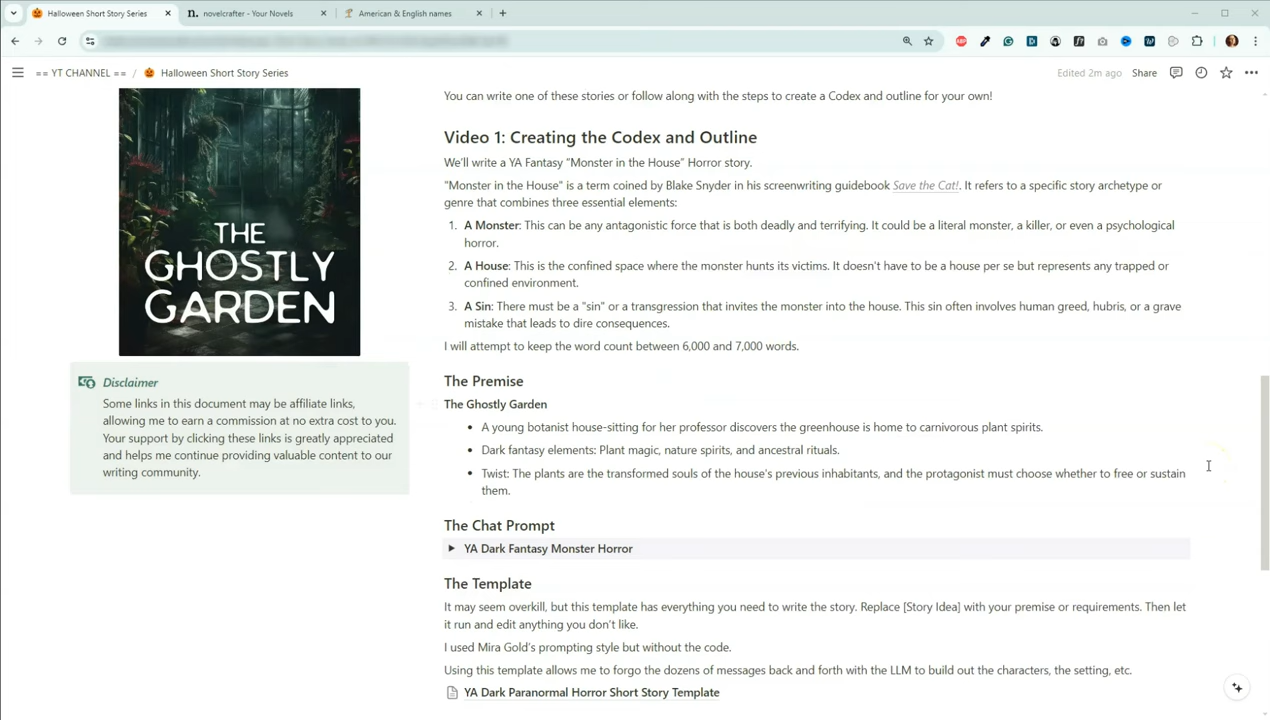 Halloween Short Story Series
novelcrafter - Your Novels
American & English names
== YT CHANNEL == / Halloween Short Story Series
Edited 2m ago Share
THE
GHOSTLY
GARDEN
Disclaimer
Some links in this document may be affiliate links,
allowing me to earn a commission at no extra cost to you.
Your support by clicking these links is greatly appreciated
and helps me continue providing valuable content to our
writing community.
You can write one of these stories or follow along with the steps to create a Codex and outline for your own!
Video 1: Creating the Codex and Outline
We'll write a YA Fantasy "Monster in the House" Horror story.
"Monster in the House" is a term coined by Blake Snyder in his screenwriting guidebook Save the Cat!. It refers to a specific story archetype or
genre that combines three essential elements:
1. A Monster: This can be any antagonistic force that is both deadly and terrifying. It could be a literal monster, a killer, or even a psychological
horror.
2. A House: This is the confined space where the monster hunts its victims. It doesn't have to be a house per se but represents any trapped or
confined environment.
3. A Sin: There must be a "sin" or a transgression that invites the monster into the house. This sin often involves human greed, hubris, or a grave
mistake that leads to dire consequences.
I will attempt to keep the word count between 6,000 and 7,000 words.
The Premise
The Ghostly Garden
• A young botanist house-sitting for her professor discovers the greenhouse is home to carnivorous plant spirits.
• Dark fantasy elements: Plant magic, nature spirits, and ancestral rituals.
• Twist: The plants are the transformed souls of the house's previous inhabitants, and the protagonist must choose whether to free or sustain
them.
The Chat Prompt
YA Dark Fantasy Monster Horror
The Template
It may seem overkill, but this template has everything you need to write the story. Replace [Story Idea] with your premise or requirements. Then let
it run and edit anything you don't like.
I used Mira Gold's prompting style but without the code.
Using this template allows me to forgo the dozens of messages back and forth with the LLM to build out the characters, the setting, etc.
YA Dark Paranormal Horror Short Story Template